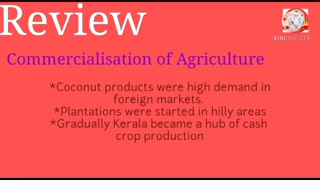 Review
KINEMASTER
Commercialisation of Agriculture
*Coconut products were high demand in
foreign markets.
*Plantations were started in hilly areas
*Gradually Kerala became a hub of cash
crop production